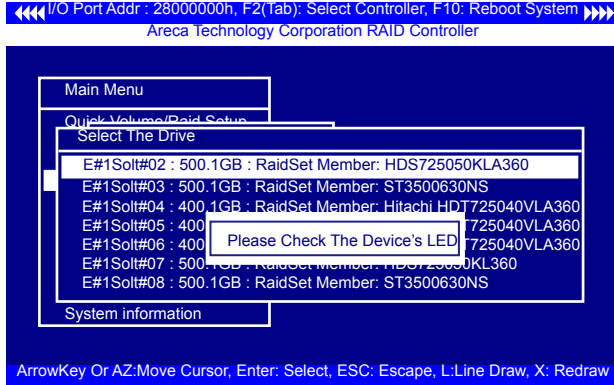 I/O Port Addr : 28000000h, F2(Tab): Select Controller, F10: Reboot System
Areca Technology Corporation RAID Controller
Main Menu
Quick Volume/Raid Setup
Select The Drive
E#1Solt#02 : 500.1GB : RaidSet Member: HDS725050KLA360
E#1Solt#03 : 500.1GB : RaidSet Member: ST3500630NS
E#1Solt#04 : 400.1GB : RaidSet Member: Hitachi HDT725040VLA360
E#1Solt#05 : 400 T725040VLA360
Please Check The Device's LED
E#1Solt#06 : 400 T725040VLA360
E#1Solt#07 : 500.1GB : RaidSet Member: HDS725050KL360
E#1Solt#08 : 500.1GB : RaidSet Member: ST3500630NS
System information
ArrowKey Or AZ:Move Cursor, Enter: Select, ESC: Escape, L:Line Draw, X: Redraw